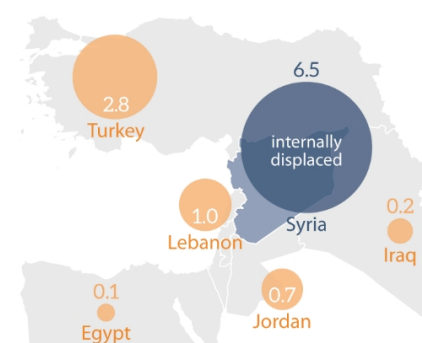 6.5
internally
displaced
Syria
2.8
Turkey
1.0
Lebanon
0.2
Iraq
0.7
Jordan
0.1
Egypt